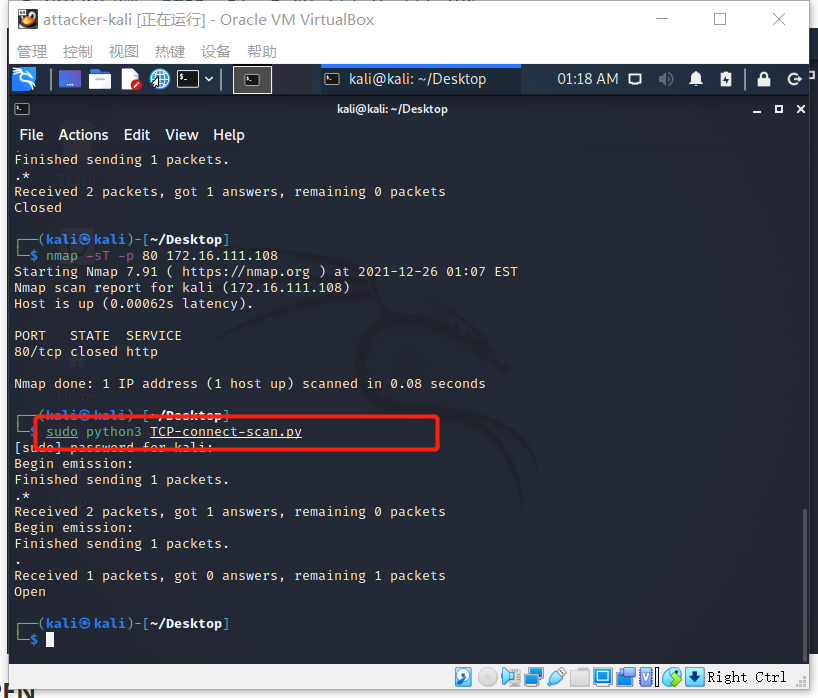 attacker-kali [正在运行] - Oracle VM VirtualBox
管理 控制 视图 热键 设备 帮助
kali@kali: ~/Desktop 01:18 AM
kali@kali: ~/Desktop
File Actions Edit View Help
Finished sending 1 packets.
.*
Received 2 packets, got 1 answers, remaining 0 packets
Closed
┌──(kali㉿kali)-[~/Desktop]
└─$ nmap -sT -p 80 172.16.111.108
Starting Nmap 7.91 ( https://nmap.org ) at 2021-12-26 01:07 EST
Nmap scan report for kali (172.16.111.108)
Host is up (0.00062s latency).
PORT STATE SERVICE
80/tcp closed http
Nmap done: 1 IP address (1 host up) scanned in 0.08 seconds
Home
┌──(kali㉿kali)-[~/Desktop]
└─$ sudo python3 TCP-connect-scan.py
[sudo] password for kali:
Begin emission:
Finished sending 1 packets.
.*
Received 2 packets, got 1 answers, remaining 0 packets
Begin emission:
Finished sending 1 packets.
.
Received 1 packets, got 0 answers, remaining 1 packets
Open
┌──(kali㉿kali)-[~/Desktop]
└─$
Right Ctrl